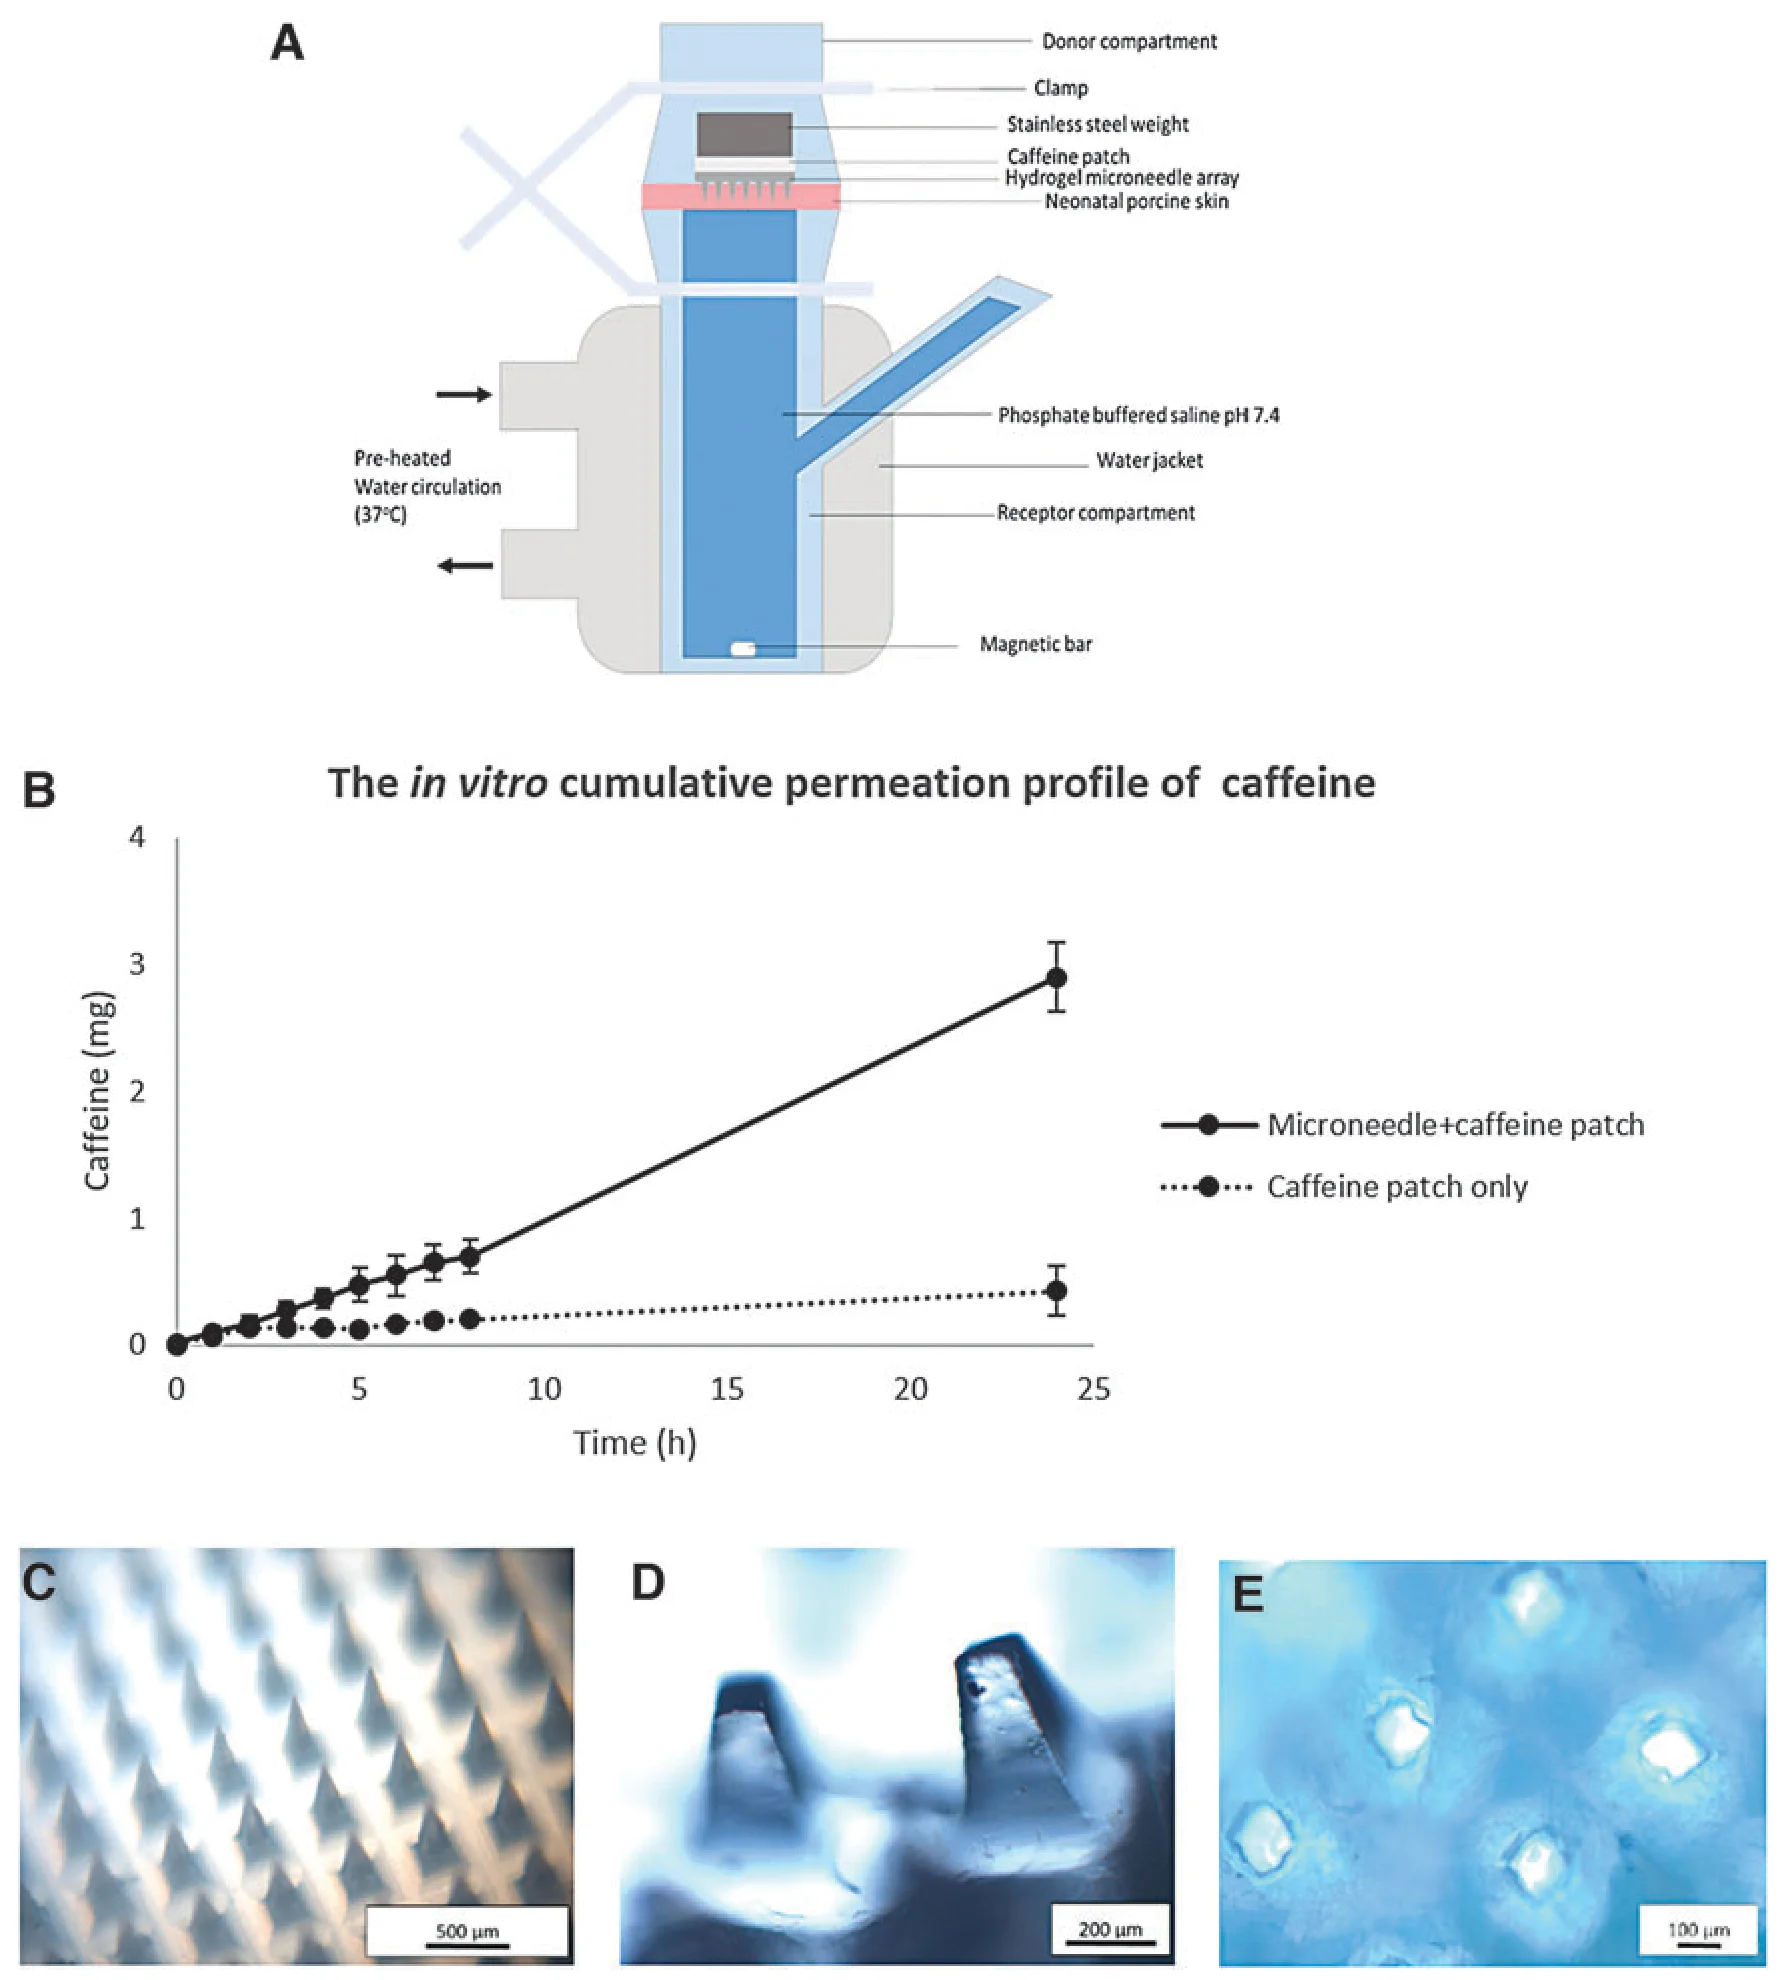 A
Donor compartment
Clamp
Stainless steel weight
Caffeine patch
Hydrogel microneedle array
Neonatal porcine skin
Phosphate buffered saline pH 7.4
Pre-heated
Water circulation
(37°C)
Water jacket
Receptor compartment
Magnetic bar
B
The in vitro cumulative permeation profile of caffeine
4
3
2
1
0
Caffeine (mg)
0 5 10 15 20 25
Time (h)
Microneedle+caffeine patch
Caffeine patch only
C
500 µm
D
200 µm
E
100 µm